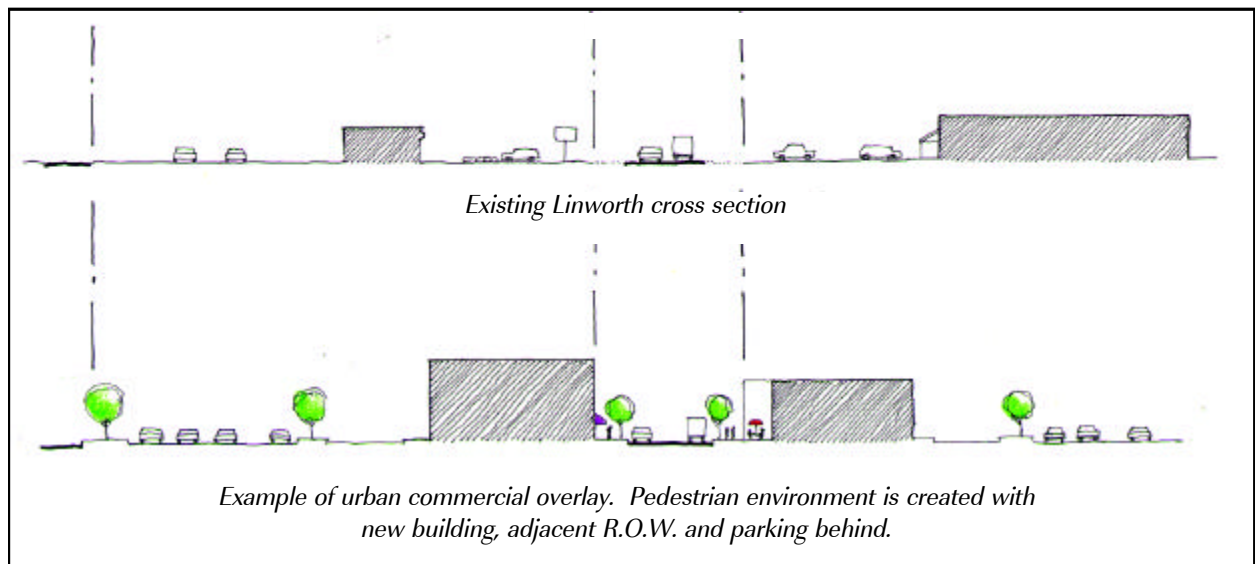 Existing Linworth cross section
Example of urban commercial overlay. Pedestrian environment is created with
new building, adjacent R.O.W. and parking behind.